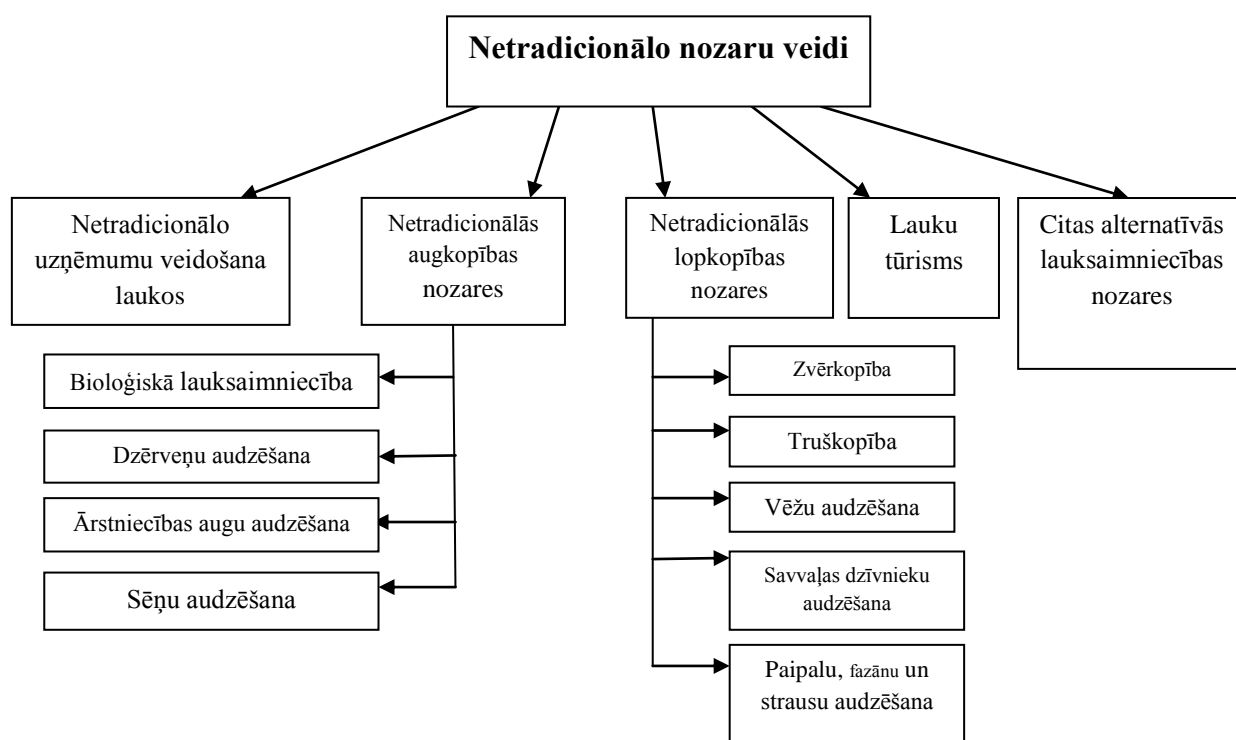 Netradicionālo nozaru veidi
Netradicionālo
uzņēmumu veidošana
laukos
Netradicionālās
augkopības
nozares
Netradicionālās
lopkopības
nozares
Lauku
tūrisms
Citas alternatīvās
lauksaimniecības
nozares
Bioloģiskā lauksaimniecība
Dzērveņu audzēšana
Ārstniecības augu audzēšana
Sēņu audzēšana
Zvērkopība
Truškopība
Vēžu audzēšana
Savvaļas dzīvnieku
audzēšana
Paipalu, fazānu un
strausu audzēšana